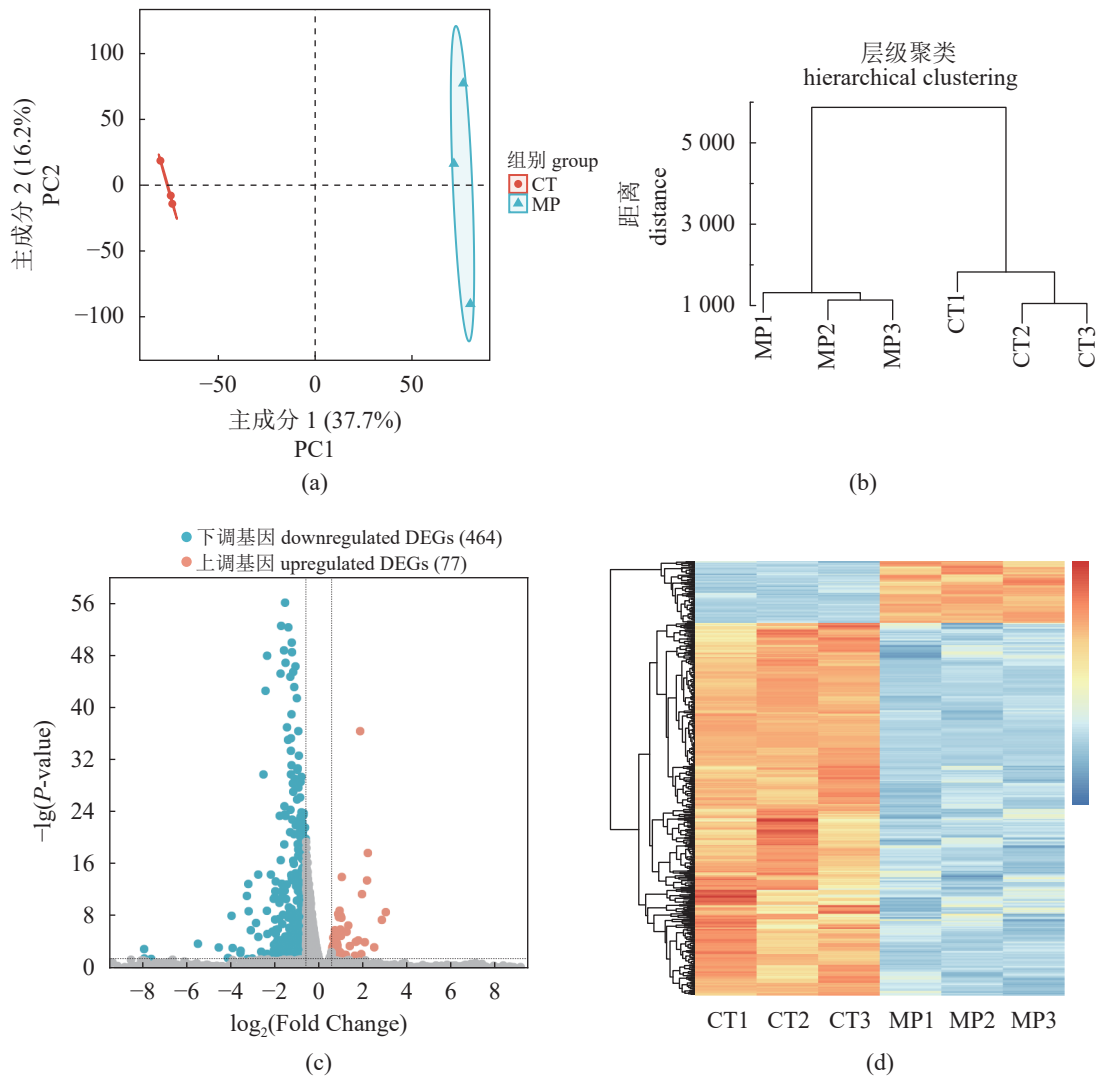 100
50
0
−50
−100
主成分 2 (16.2%)
PC2
−50
0
50
主成分 1 (37.7%)
PC1
组别 group
CT
MP
(a)
层级聚类
hierarchical clustering
5 000
3 000
1 000
距离
distance
MP1
MP2
MP3
CT1
CT2
CT3
(b)
下调基因 downregulated DEGs (464)
上调基因 upregulated DEGs (77)
56
48
40
32
24
16
8
0
−lg(P-value)
−8 −6 −4 −2 0 2 4 6 8
log₂(Fold Change)
(c)
CT1 CT2 CT3 MP1 MP2 MP3
(d)